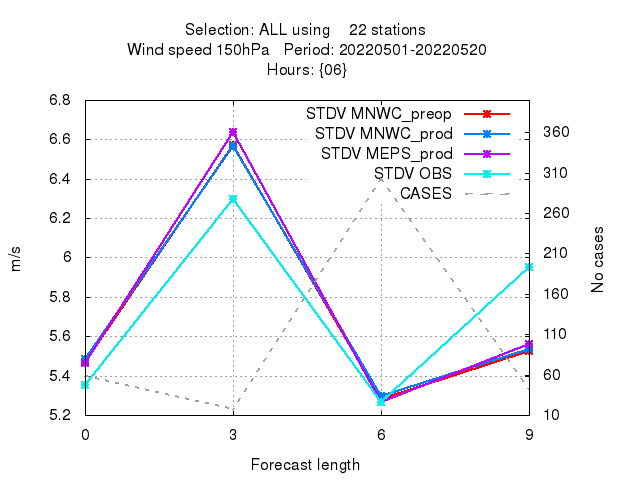 Selection: ALL using    22 stations
Wind speed 150hPa   Period: 20220501-20220520
Hours: {06}
STDV MNWC_preop
STDV MNWC_prod
STDV MEPS_prod
STDV OBS
CASES
6.8
6.6
6.4
6.2
6
5.8
5.6
5.4
5.2
m/s
360
310
260
210
160
110
60
10
No cases
0 3 6 9
Forecast length